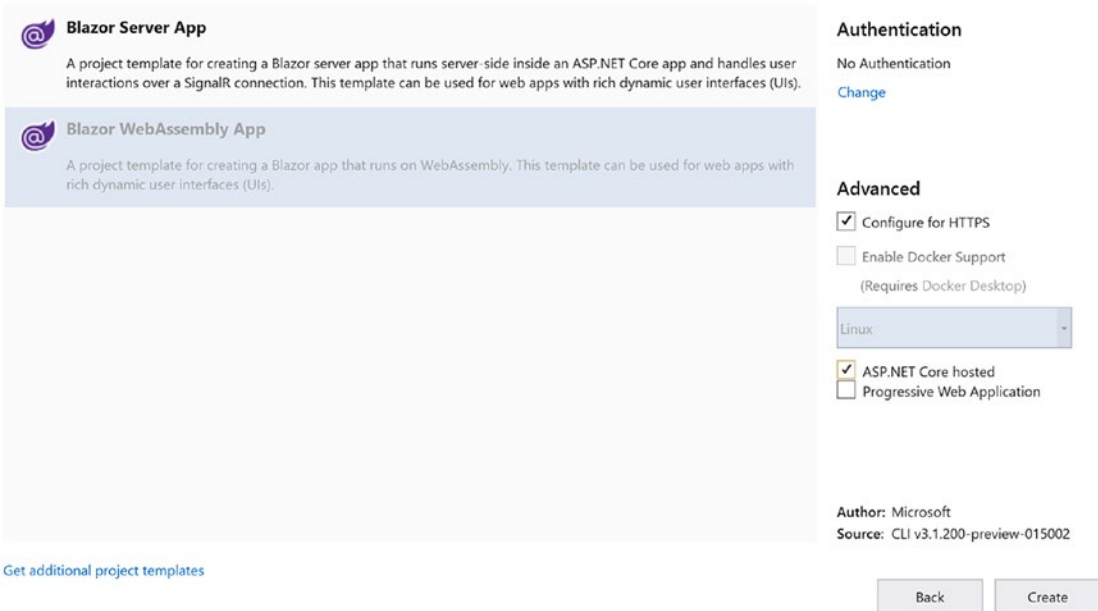 Blazor Server App
A project template for creating a Blazor server app that runs server-side inside an ASP.NET Core app and handles user
interactions over a SignalR connection. This template can be used for web apps with rich dynamic user interfaces (UIs).
Blazor WebAssembly App
A project template for creating a Blazor app that runs on WebAssembly. This template can be used for web apps with
rich dynamic user interfaces (UIs).
Authentication
No Authentication
Change
Advanced
Configure for HTTPS
Enable Docker Support
(Requires Docker Desktop)
Linux
ASP.NET Core hosted
Progressive Web Application
Author: Microsoft
Source: CLI v3.1.200-preview-015002
Get additional project templates
Back
Create